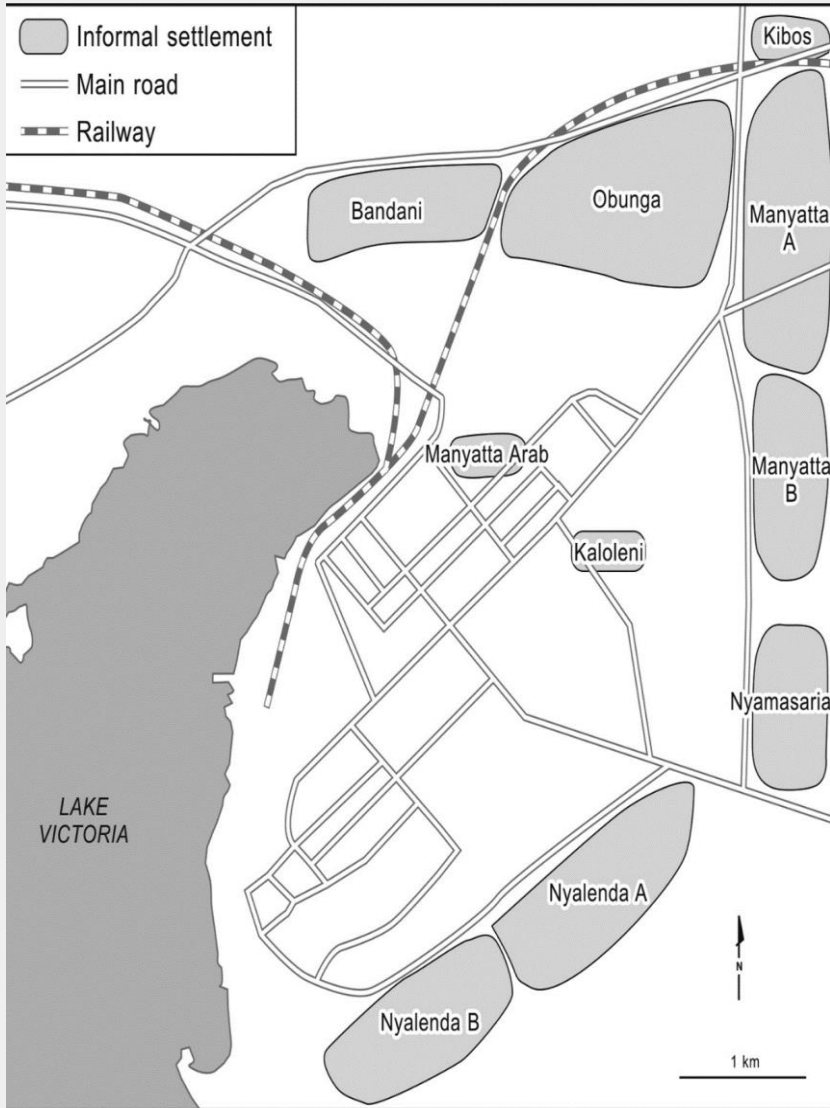 Informal settlement
Main road
Railway
Kibos
Bandani
Obunga
Manyatta
A
Manyatta Arab
Manyatta
B
Kaloleni
Nyamasaria
LAKE
VICTORIA
Nyalenda A
Nyalenda B
N
1 km